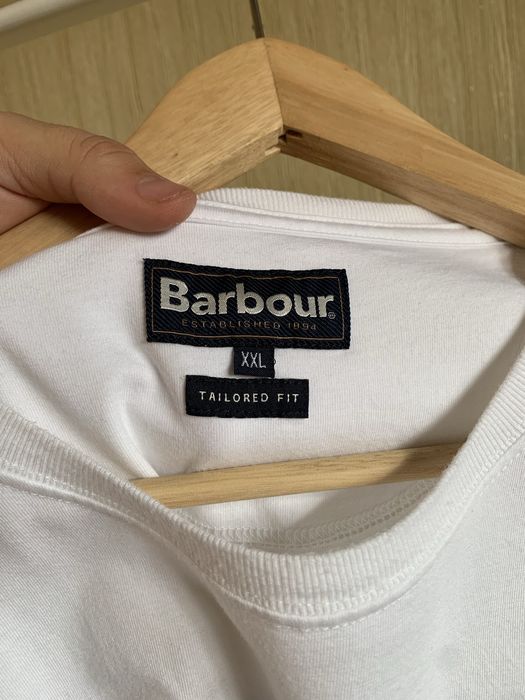 Barbour®
ESTABLISHED 1894
XXL
TAILORED FIT